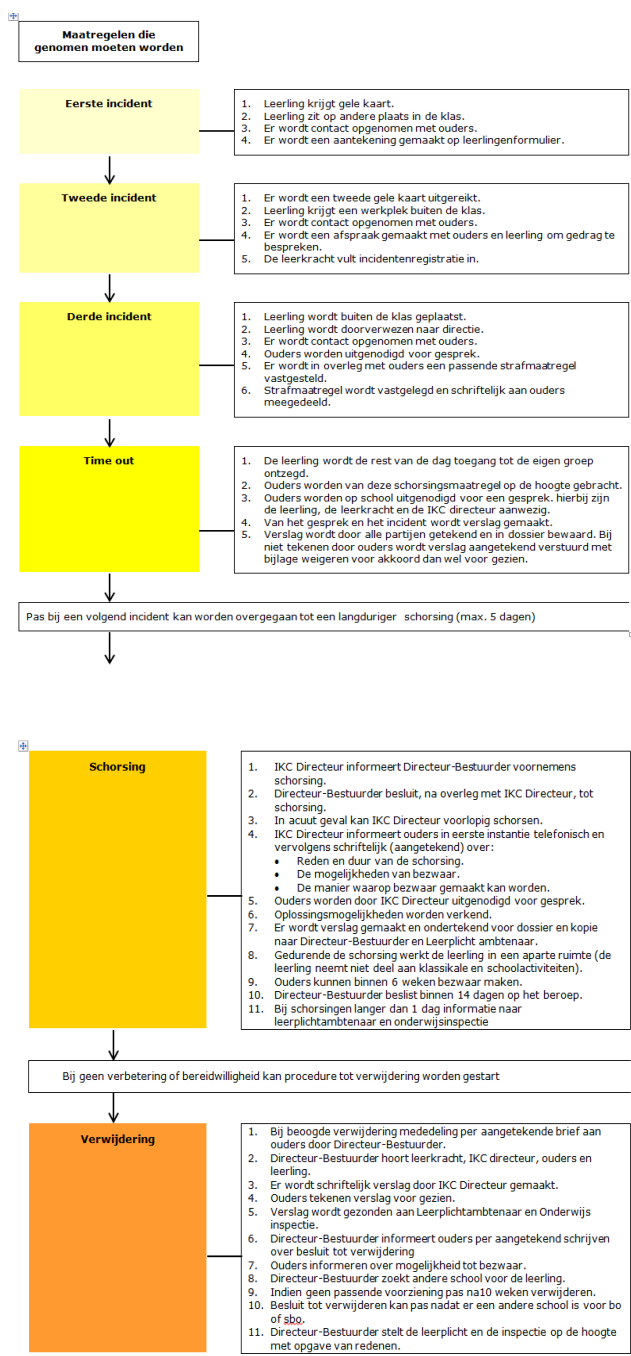 Maatregelen die
genomen moeten worden
Eerste incident
1. Leerling krijgt gele kaart.
2. Leerling zit op andere plaats in de klas.
3. Er wordt contact opgenomen met ouders.
4. Er wordt een aantekening gemaakt op leerlingenformulier.
Tweede incident
1. Er wordt een tweede gele kaart uitgereikt.
2. Leerling krijgt een werkplek buiten de klas.
3. Er wordt contact opgenomen met ouders.
4. Er wordt een afspraak gemaakt met ouders en leerling om gedrag te
bespreken.
5. De leerkracht vult incidentenregistratie in.
Derde incident
1. Leerling wordt buiten de klas geplaatst.
2. Leerling wordt doorverwezen naar directie.
3. Er wordt contact opgenomen met ouders.
4. Ouders worden uitgenodigd voor gesprek.
5. Er wordt in overleg met ouders een passende strafmaatregel
vastgesteld.
6. Strafmaatregel wordt vastgelegd en schriftelijk aan ouders
meegedeeld.
Time out
1. De leerling wordt de rest van de dag toegang tot de eigen groep
ontzegd.
2. Ouders worden van deze schorsingsmaatregel op de hoogte gebracht.
3. Ouders worden op school uitgenodigd voor een gesprek. hierbij zijn
de leerling, de leerkracht en de IKC directeur aanwezig.
4. Van het gesprek en het incident wordt verslag gemaakt.
5. Verslag wordt door alle partijen getekend en in dossier bewaard. Bij
niet tekenen door ouders wordt verslag aangetekend verstuurd met
bijlage weigeren voor akkoord dan wel voor gezien.
Pas bij een volgend incident kan worden overgegaan tot een langduriger schorsing (max. 5 dagen)
Schorsing
1. IKC Directeur informeert Directeur-Bestuurder voornemens
schorsing.
2. Directeur-Bestuurder besluit, na overleg met IKC Directeur, tot
schorsing.
3. In acuut geval kan IKC Directeur voorlopig schorsen.
4. IKC Directeur informeert ouders in eerste instantie telefonisch en
vervolgens schriftelijk (aangetekend) over:
• Reden en duur van de schorsing.
• De mogelijkheden van bezwaar.
• De manier waarop bezwaar gemaakt kan worden.
5. Ouders worden door IKC Directeur uitgenodigd voor gesprek.
6. Oplossingsmogelijkheden worden verkend.
7. Er wordt verslag gemaakt en ondertekend voor dossier en kopie
naar Directeur-Bestuurder en Leerplicht ambtenaar.
8. Gedurende de schorsing werkt de leerling in een aparte ruimte (de
leerling neemt niet deel aan klassikale en schoolactiviteiten).
9. Ouders kunnen binnen 6 weken bezwaar maken.
10. Directeur-Bestuurder beslist binnen 14 dagen op het beroep.
11. Bij schorsingen langer dan 1 dag informatie naar
leerplichtambtenaar en onderwijsinspectie
Bij geen verbetering of bereidwilligheid kan procedure tot verwijdering worden gestart
Verwijdering
1. Bij beoogde verwijdering mededeling per aangetekende brief aan
ouders door Directeur-Bestuurder.
2. Directeur-Bestuurder hoort leerkracht, IKC directeur, ouders en
leerling.
3. Er wordt schriftelijk verslag door IKC Directeur gemaakt.
4. Ouders tekenen verslag voor gezien.
5. Verslag wordt gezonden aan Leerplichtambtenaar en Onderwijs
inspectie.
6. Directeur-Bestuurder informeert ouders per aangetekend schrijven
over besluit tot verwijdering
7. Ouders informeren over mogelijkheid tot bezwaar.
8. Directeur-Bestuurder zoekt andere school voor de leerling.
9. Indien geen passende voorziening pas na10 weken verwijderen.
10. Besluit tot verwijderen kan pas nadat er een andere school is voor bo
of sbo.
11. Directeur-Bestuurder stelt de leerplicht en de inspectie op de hoogte
met opgave van redenen.